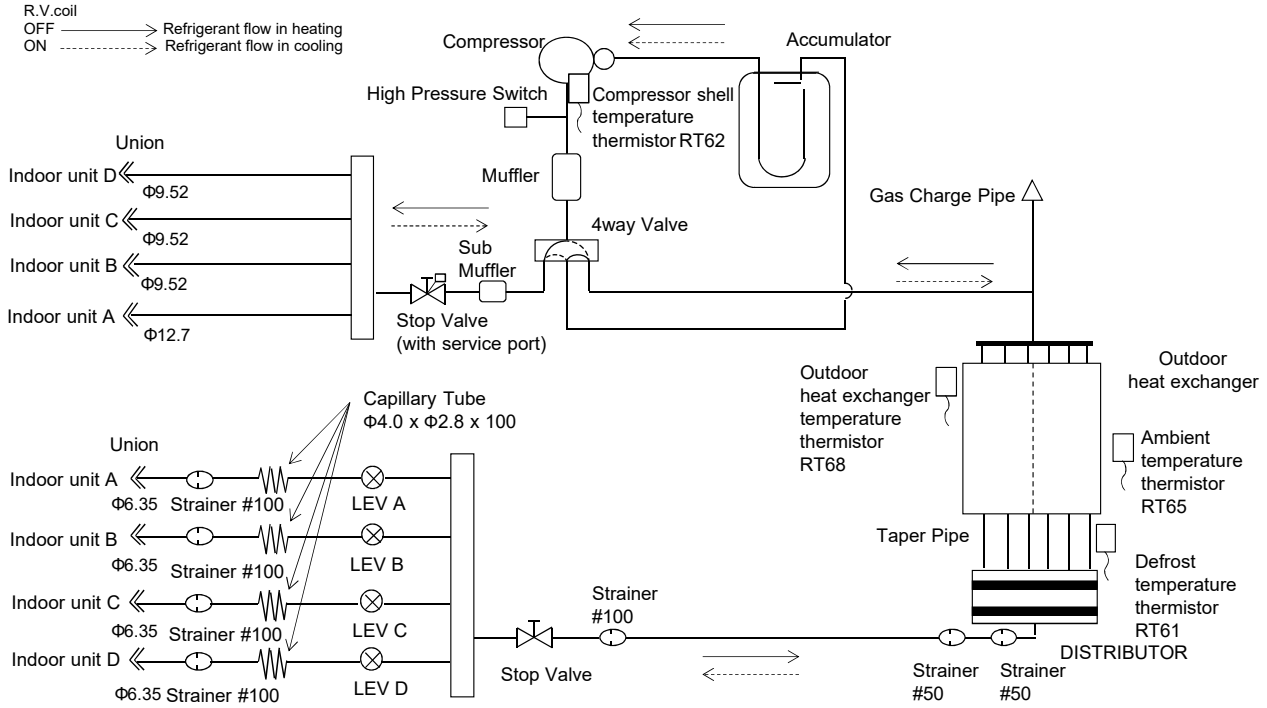 R.V.coil
OFF Refrigerant flow in heating
ON Refrigerant flow in cooling
Compressor
Accumulator
High Pressure Switch
Compressor shell
temperature
thermistor RT62
Union
Indoor unit D
Φ9.52
Indoor unit C
Φ9.52
Indoor unit B
Φ9.52
Indoor unit A
Φ12.7
Muffler
4way Valve
Sub
Muffler
Stop Valve
(with service port)
Gas Charge Pipe
Outdoor
heat exchanger
Outdoor
heat exchanger
temperature
thermistor
RT68
Ambient
temperature
thermistor
RT65
Taper Pipe
Defrost
temperature
thermistor
RT61
DISTRIBUTOR
Capillary Tube
Φ4.0 x Φ2.8 x 100
Union
Indoor unit A
Φ6.35 Strainer #100
LEV A
Indoor unit B
Φ6.35 Strainer #100
LEV B
Indoor unit C
Φ6.35 Strainer #100
LEV C
Indoor unit D
Φ6.35 Strainer #100
LEV D
Stop Valve
Strainer
#100
Strainer
#50
Strainer
#50